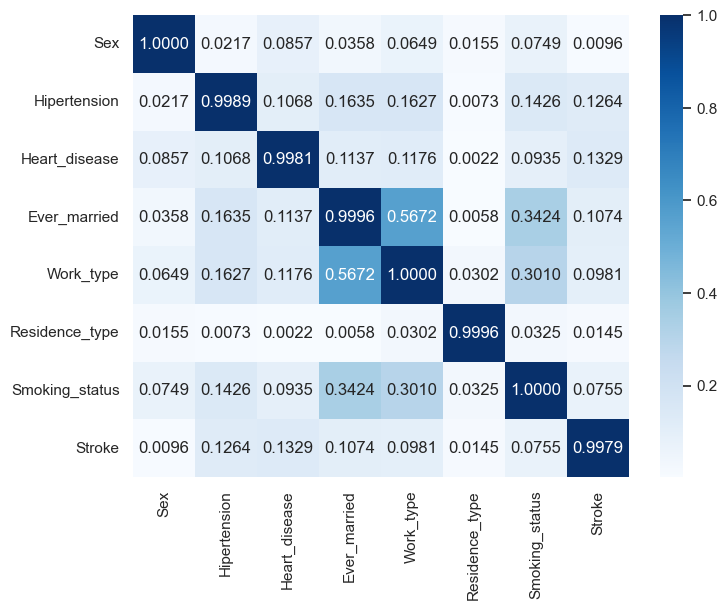 Sex 1.0000 0.0217 0.0857 0.0358 0.0649 0.0155 0.0749 0.0096
Hipertension 0.0217 0.9989 0.1068 0.1635 0.1627 0.0073 0.1426 0.1264
Heart_disease 0.0857 0.1068 0.9981 0.1137 0.1176 0.0022 0.0935 0.1329
Ever_married 0.0358 0.1635 0.1137 0.9996 0.5672 0.0058 0.3424 0.1074
Work_type 0.0649 0.1627 0.1176 0.5672 1.0000 0.0302 0.3010 0.0981
Residence_type 0.0155 0.0073 0.0022 0.0058 0.0302 0.9996 0.0325 0.0145
Smoking_status 0.0749 0.1426 0.0935 0.3424 0.3010 0.0325 1.0000 0.0755
Stroke 0.0096 0.1264 0.1329 0.1074 0.0981 0.0145 0.0755 0.9979
Sex
Hipertension
Heart_disease
Ever_married
Work_type
Residence_type
Smoking_status
Stroke
1.0
0.8
0.6
0.4
0.2